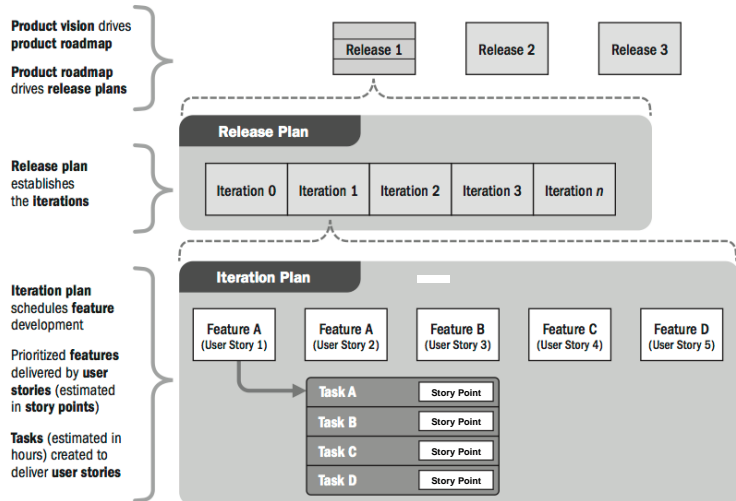 Product vision drives
product roadmap
Product roadmap
drives release plans
Release 1
Release 2
Release 3
Release Plan
Release plan
establishes
the iterations
Iteration 0
Iteration 1
Iteration 2
Iteration 3
Iteration n
Iteration Plan
Iteration plan
schedules feature
development
Prioritized features
delivered by user
stories (estimated
in story points)
Tasks (estimated in
hours) created to
deliver user stories
Feature A
(User Story 1)
Feature A
(User Story 2)
Feature B
(User Story 3)
Feature C
(User Story 4)
Feature D
(User Story 5)
Task A
Story Point
Task B
Story Point
Task C
Story Point
Task D
Story Point